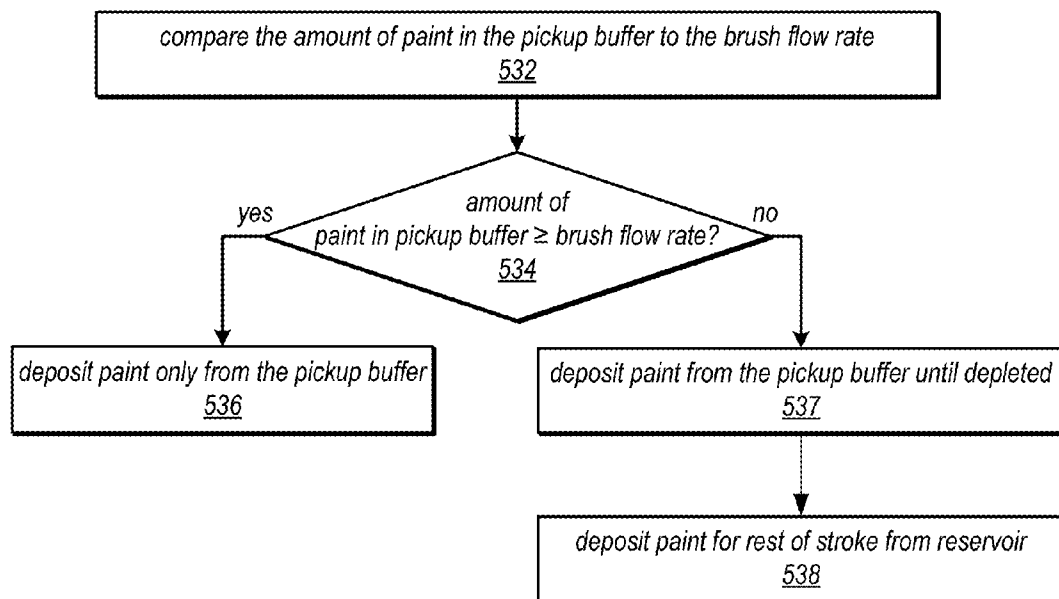 compare the amount of paint in the pickup buffer to the brush flow rate
532
amount of
yes
no
paint in pickup buffer ≥ brush flow rate?
534
deposit paint only from the pickup buffer
536
deposit paint from the pickup buffer until depleted
537
deposit paint for rest of stroke from reservoir
538